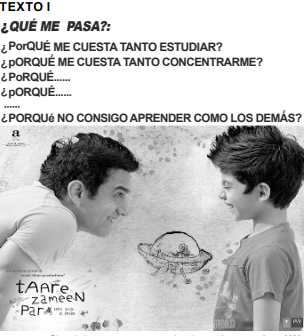 TEXTO I
¿QUÉ ME PASA?:
¿PorQUÉ ME CUESTA TANTO ESTUDIAR?
¿pORQUÉ ME CUESTA TANTO CONCENTRARME?
¿PoRQUÉ......
¿pORQUÉ......
......
¿PORQUé NO CONSIGO APRENDER COMO LOS DEMÁS?
a
tAAre
zameeN
PaR